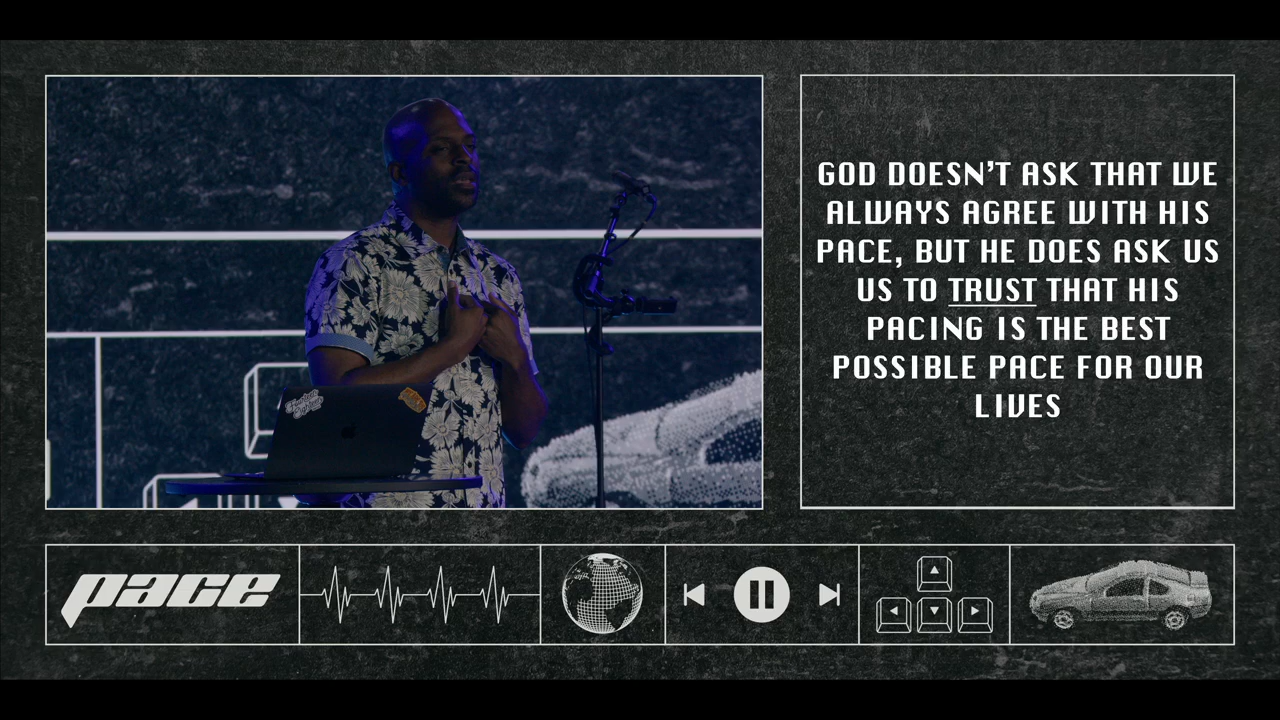 GOD DOESN'T ASK THAT WE
ALWAYS AGREE WITH HIS
PACE, BUT HE DOES ASK US
US TO TRUST THAT HIS
PACING IS THE BEST
POSSIBLE PACE FOR OUR
LIVES
pace